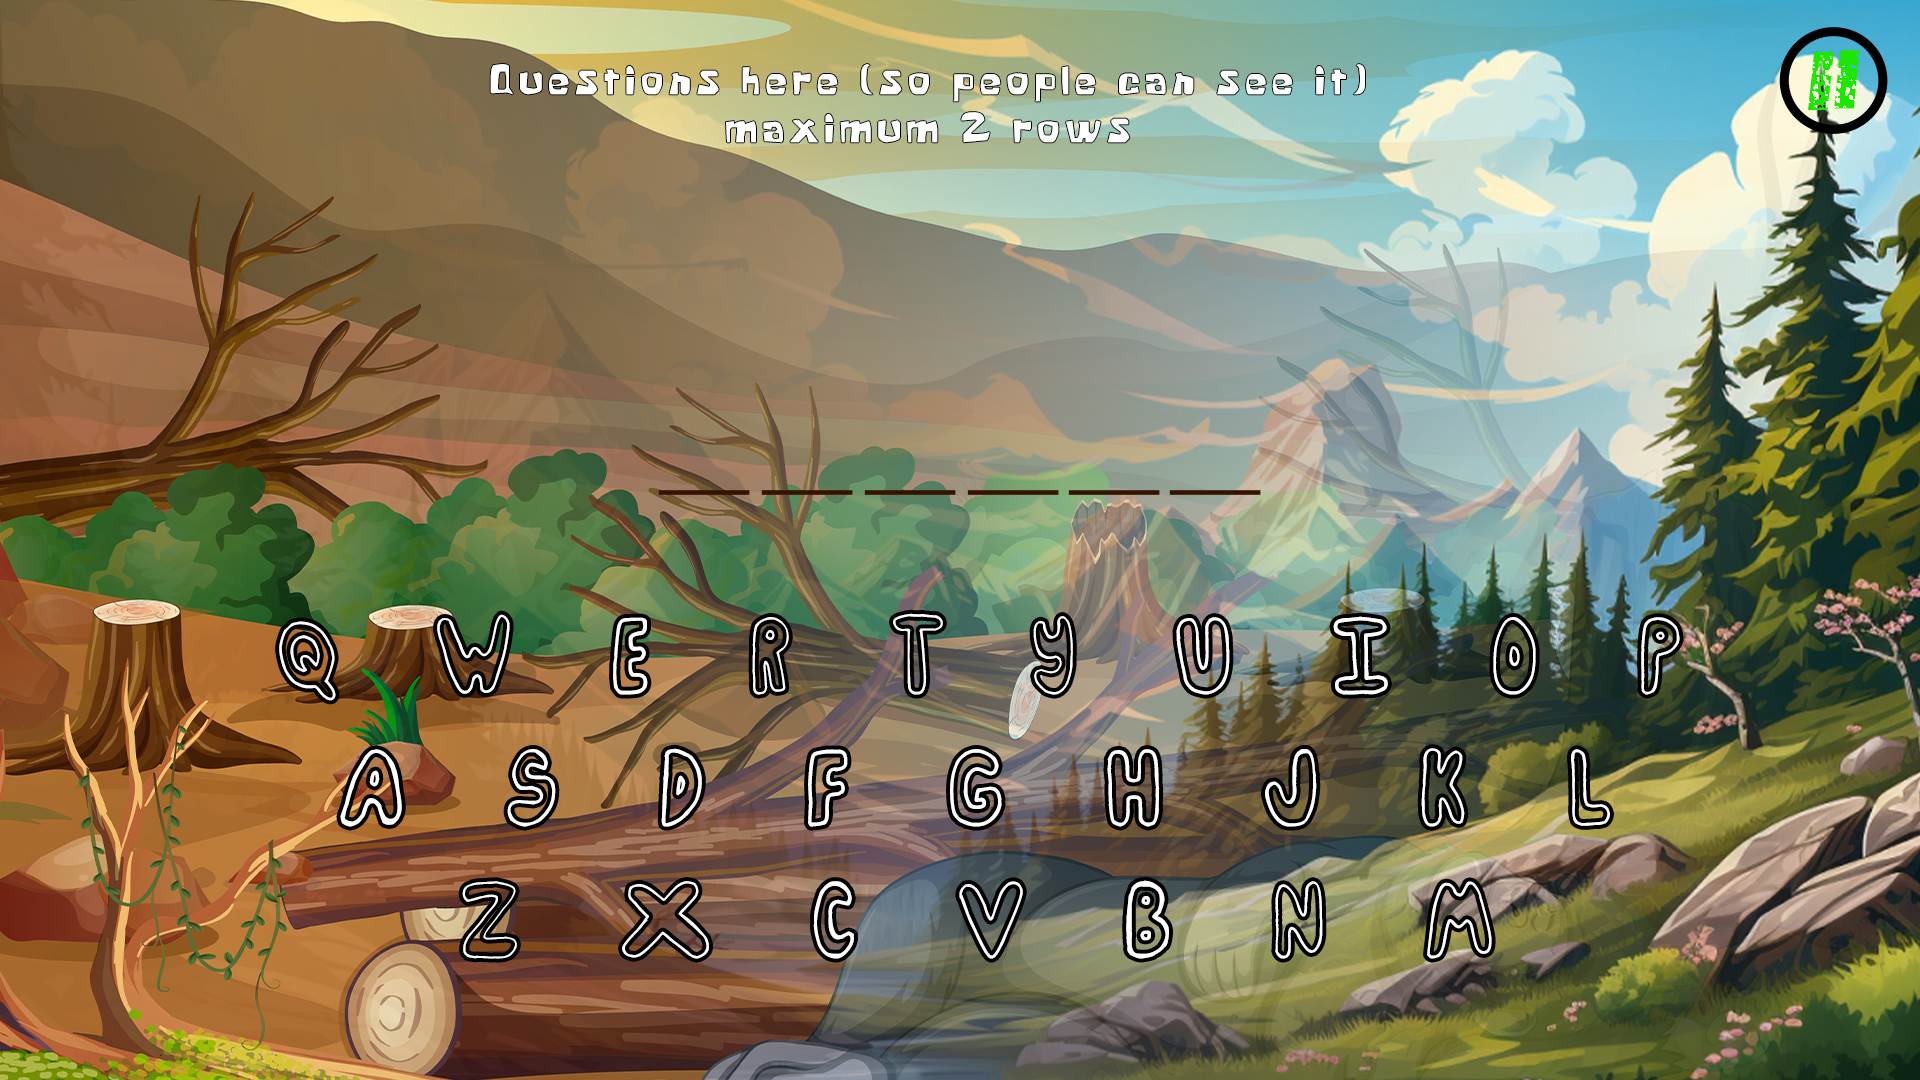 Questions here (so people can see it)
maximum 2 rows
Q W E R T Y U I O P
A S D F G H J K L
Z X C V B N M